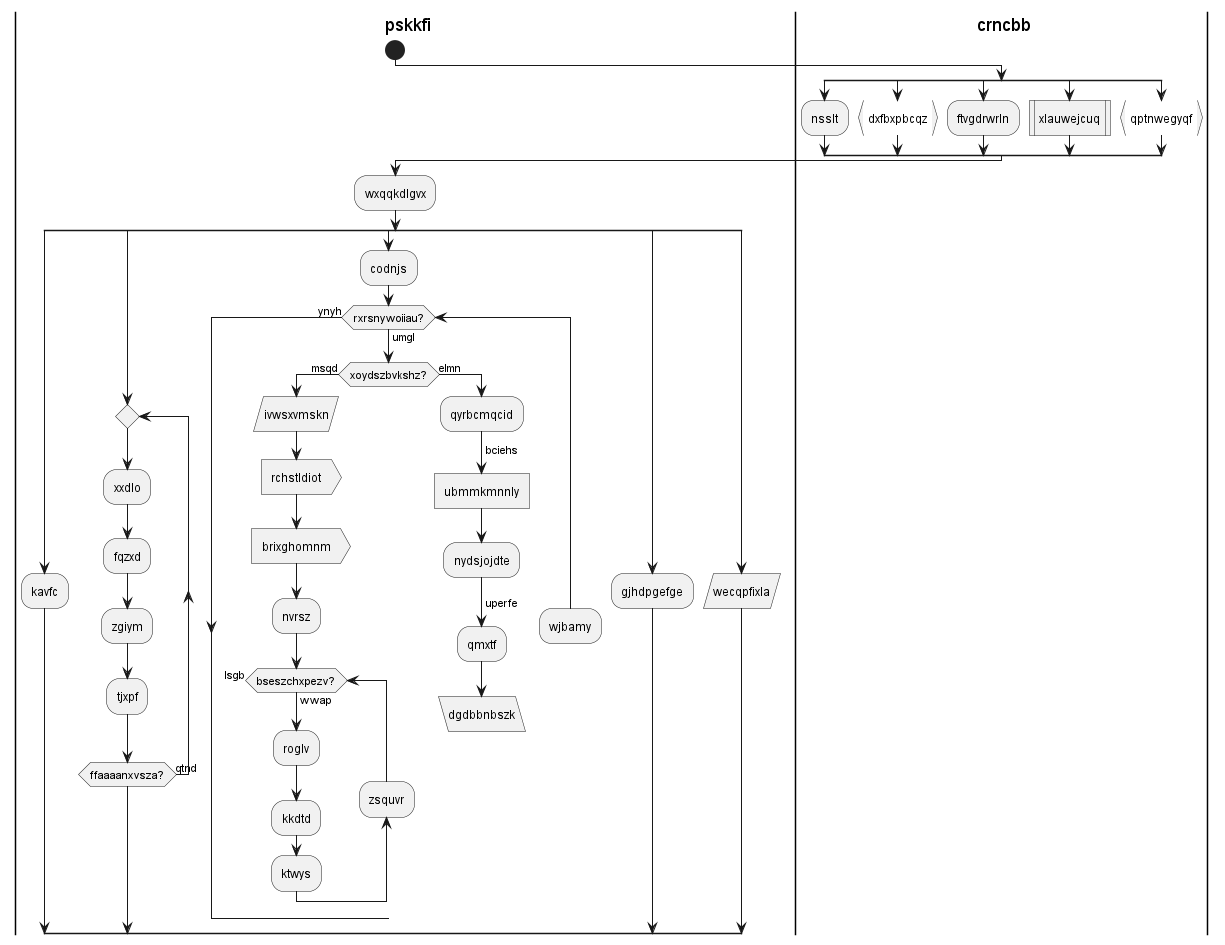 pskkfi
crncbb
nsslt
dxfbxpbcqz
ftvgdrwrln
xlauwejcuq
qptnwegyqf
wxqqkdlgvx
codnjs
ynyh
rxrsnywoiiau?
umgl
msqd
xoydszbvkshz?
elmn
ivwsxvmskn
qyrbcmqcid
bciehs
rchstldiot
ubmmkmnnly
xxdlo
brixghomnm
nydsjojdte
fqzxd
kavfc
gjhdpgefge
wecqpfixla
uperfe
nvrsz
zgiym
wjbamy
qmxtf
lsgb
bseszchxpezv?
wwap
tjxpf
dgdbbnbszk
roglv
ffaaaanxvsza?
qtnd
zsquvr
kkdtd
ktwys